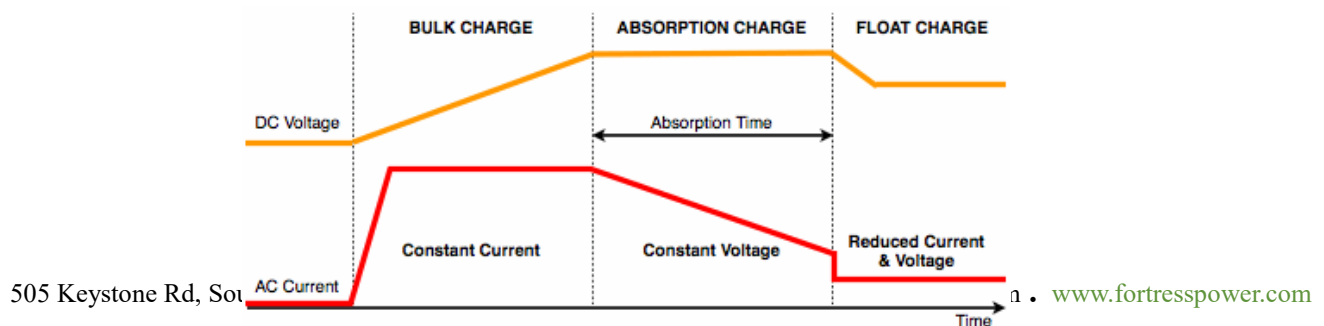 BULK CHARGE ABSORPTION CHARGE FLOAT CHARGE
DC Voltage
Absorption Time
Constant Current Constant Voltage Reduced Current
& Voltage
AC Current
505 Keystone Rd, . www.fortresspower.com
Time